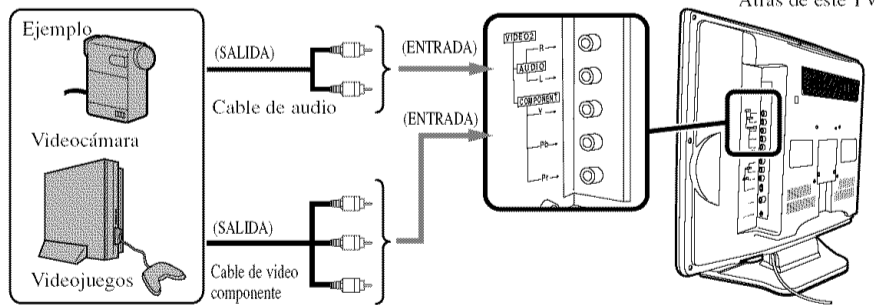 Atrás de este TV
Ejemplo
(SALIDA)
(ENTRADA)
Cable de audio
Videocámara
(ENTRADA)
(SALIDA)
Cable de video
componente
Videojuegos
VIDEO2
R
AUDIO
L
COMPONENT
Y
Pb
Pr